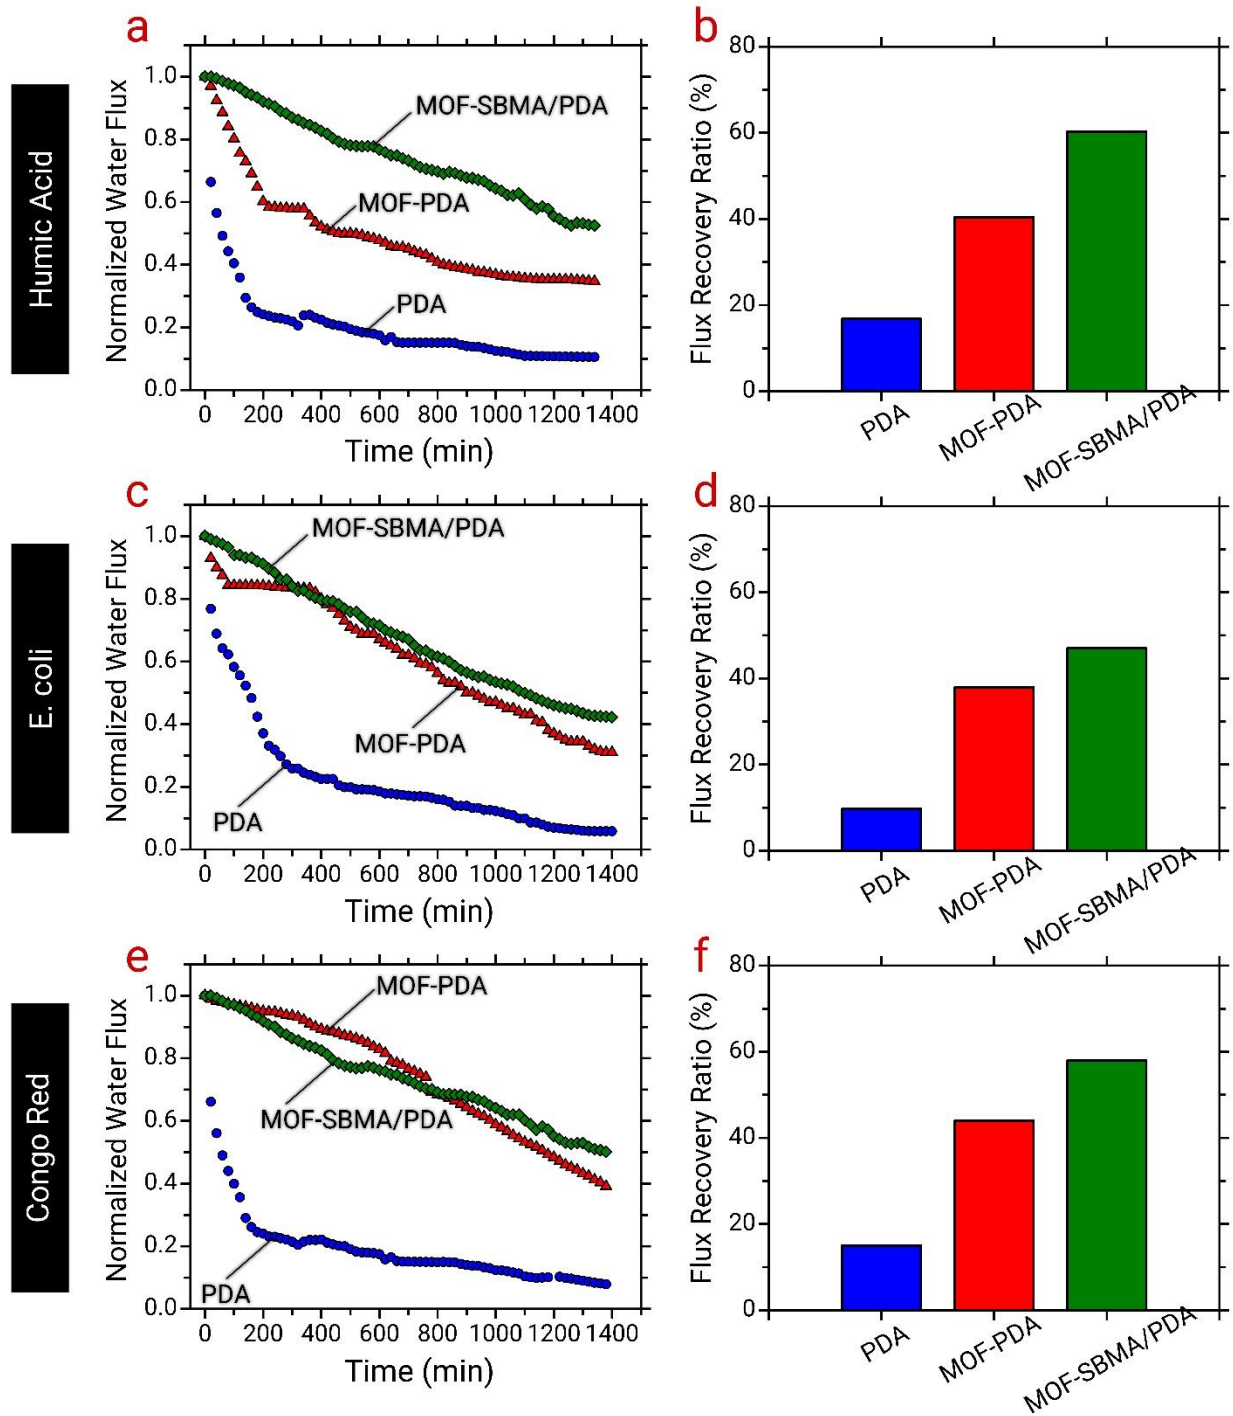 Humic Acid
a
Normalized Water Flux
1.0
0.8
0.6
0.4
0.2
0.0
MOF-SBMA/PDA
MOF-PDA
PDA
0 200 400 600 800 1000 1200 1400
Time (min)
b
Flux Recovery Ratio (%)
80
60
40
20
0
PDA
MOF-PDA
MOF-SBMA/PDA
E. coli
c
Normalized Water Flux
1.0
0.8
0.6
0.4
0.2
0.0
MOF-SBMA/PDA
MOF-PDA
PDA
0 200 400 600 800 1000 1200 1400
Time (min)
d
Flux Recovery Ratio (%)
80
60
40
20
0
PDA
MOF-PDA
MOF-SBMA/PDA
Congo Red
e
Normalized Water Flux
1.0
0.8
0.6
0.4
0.2
0.0
MOF-PDA
MOF-SBMA/PDA
PDA
0 200 400 600 800 1000 1200 1400
Time (min)
f
Flux Recovery Ratio (%)
80
60
40
20
0
PDA
MOF-PDA
MOF-SBMA/PDA